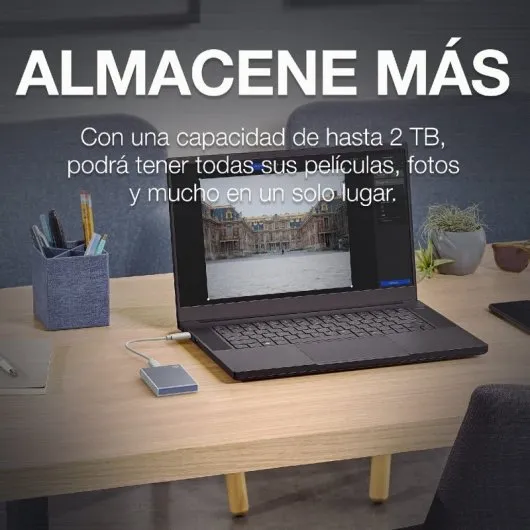 ALMACENE MÁS
Con una capacidad de hasta 2 TB,
podrá tener todas sus películas, fotos
y mucho en un solo lugar.